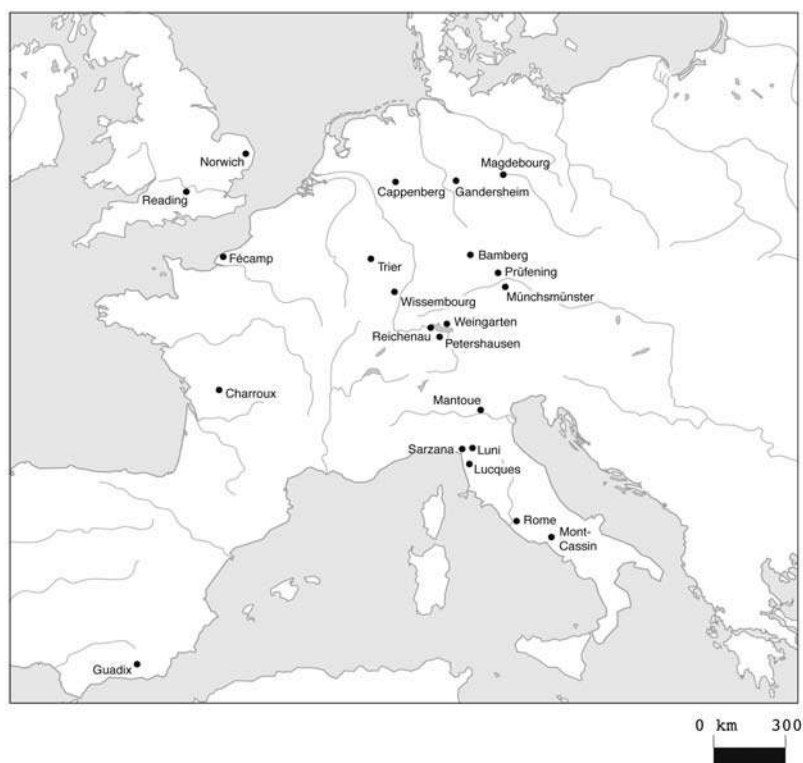 Norwich
Magdebourg
Cappenberg
Gandersheim
Reading
Fécamp
Bamberg
Trier
Prüfening
Wissembourg
Münchsmünster
Weingarten
Reichenau
Petershausen
Charroux
Mantoue
Sarzana
Luni
Lucques
Rome
Mont-
Cassin
Guadix
0 km 300